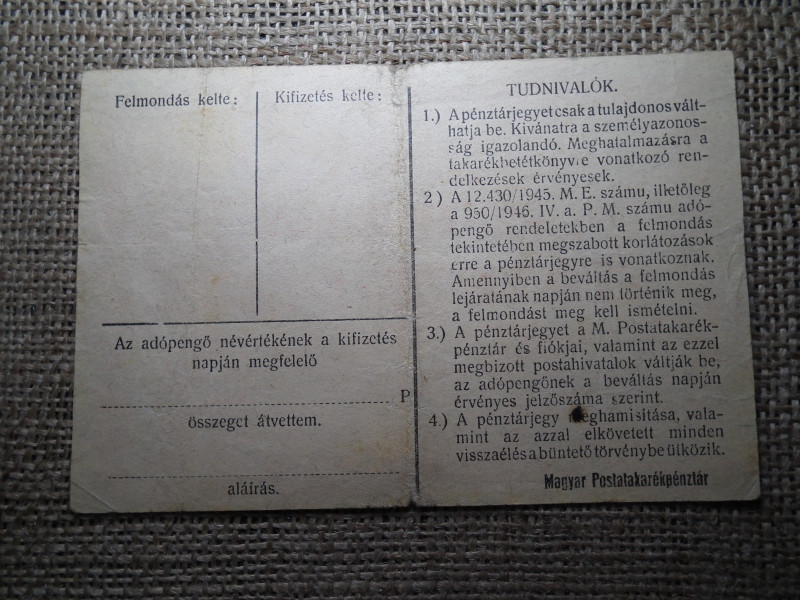 Felmondás kelte:
Kifizetés kelte:
Az adópengő névértékének a kifizetés
napján megfelelő
P
összeget átvettem.
aláírás.
TUDNIVALÓK.
1.) A pénztárjegyet csak a tulajdonos vált-
hatja be. Kívánatra a személyazonos-
ság igazolandó. Meghatalmazásra a
takarékbetétkönyvre vonatkozó ren-
delkezések érvényesek.
2) A 12.430/1945. M. E. számu, illetőleg
a 950/1946. IV. a. P. M. számu adó-
pengő rendeletekben a felmondás
tekintetében megszabott korlátozások
erre a pénztárjegyre is vonatkoznak.
Amennyiben a beváltás a felmondás
lejáratának napján nem történik meg,
a felmondást meg kell ismételni.
3.) A pénztárjegyet a M. Postatakarék-
pénztár és fiókjai, valamint az ezzel
megbizott postahivatalok váltják be,
az adópengőnek a beváltás napján
érvényes jelzőszáma szerint.
4.) A pénztárjegy meghamisítása, vala-
mint az azzal elkövetett minden
visszaélés a büntető törvénybe ütközik.
Magyar Postatakarékpénztár